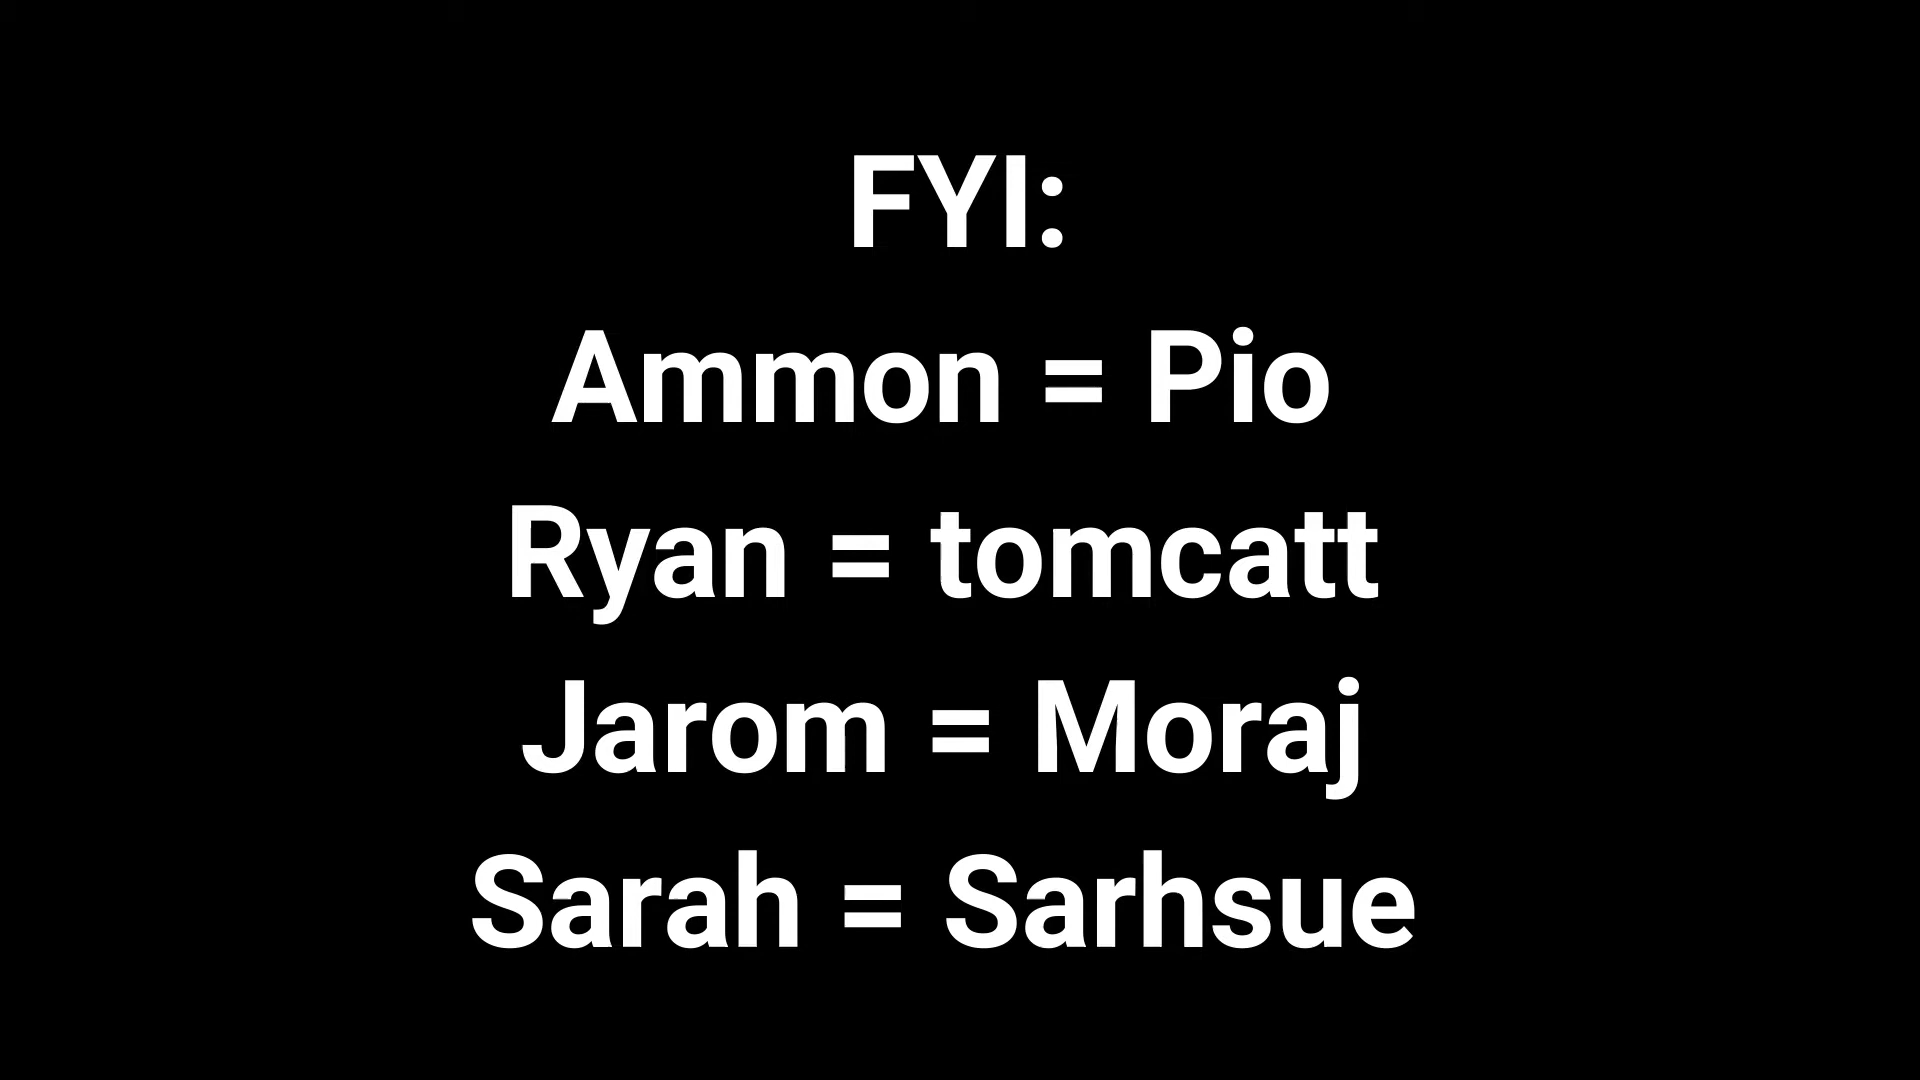 FYI:
Ammon = Pio
Ryan = tomcatt
Jarom = Moraj
Sarah = Sarhsue